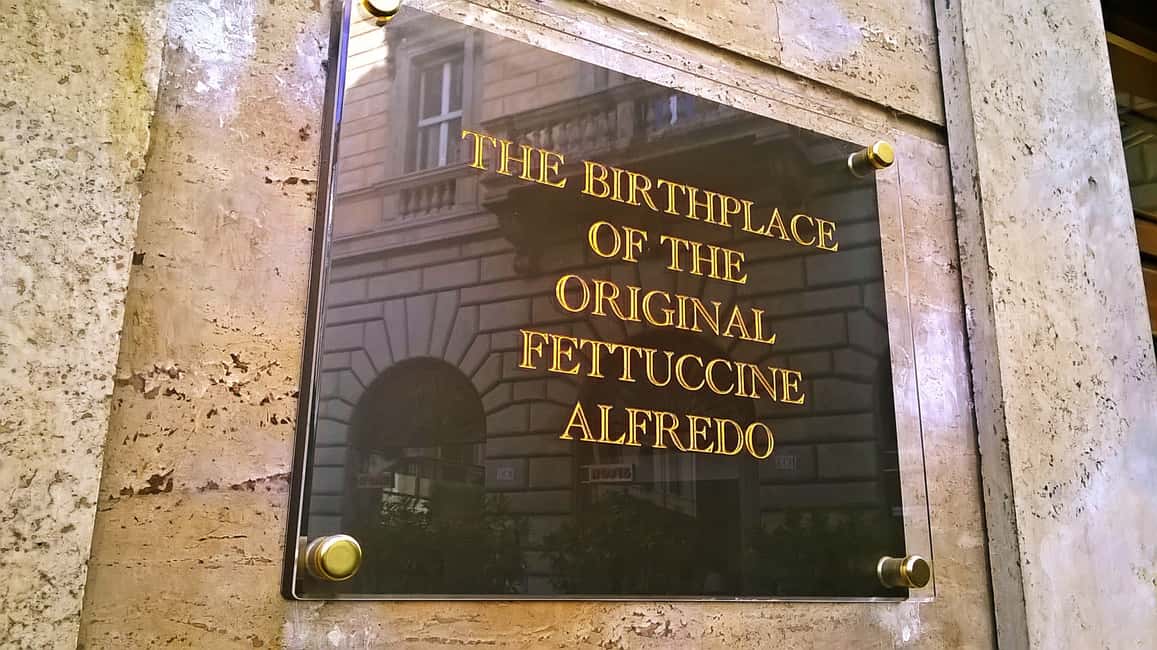 THE BIRTHPLACE
OF THE
ORIGINAL
FETTUCCINE
ALFREDO